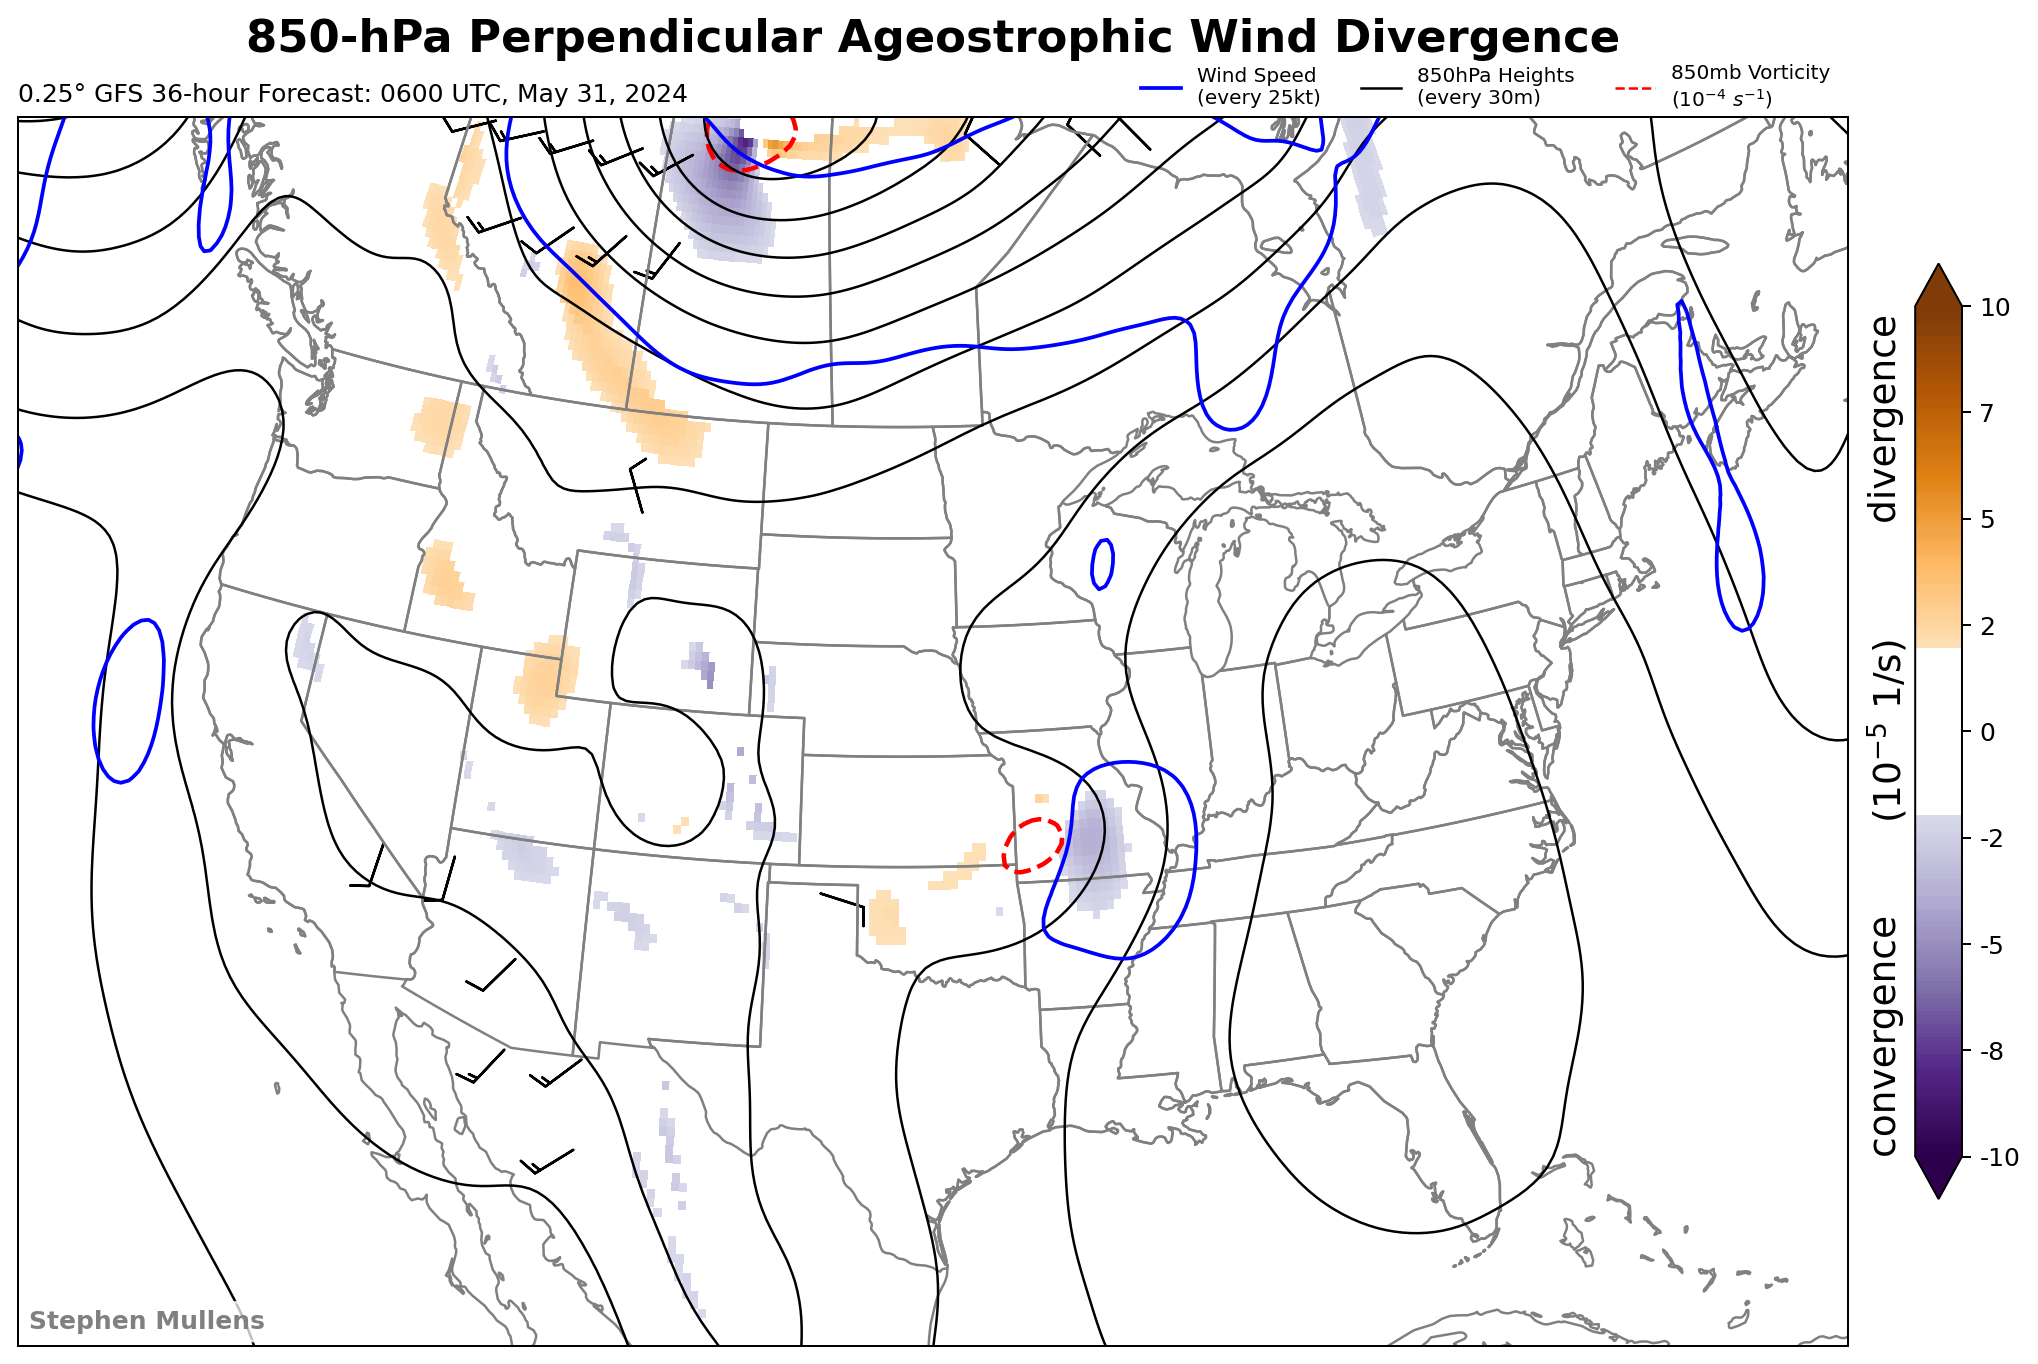 850-hPa Perpendicular Ageostrophic Wind Divergence
0.25° GFS 36-hour Forecast: 0600 UTC, May 31, 2024
Wind Speed
(every 25kt)
850hPa Heights
(every 30m)
850mb Vorticity
(10⁻⁴ s⁻¹)
10
7
5
2
0
-2
-5
-8
-10
convergence (10⁻⁵ 1/s) divergence
Stephen Mullens